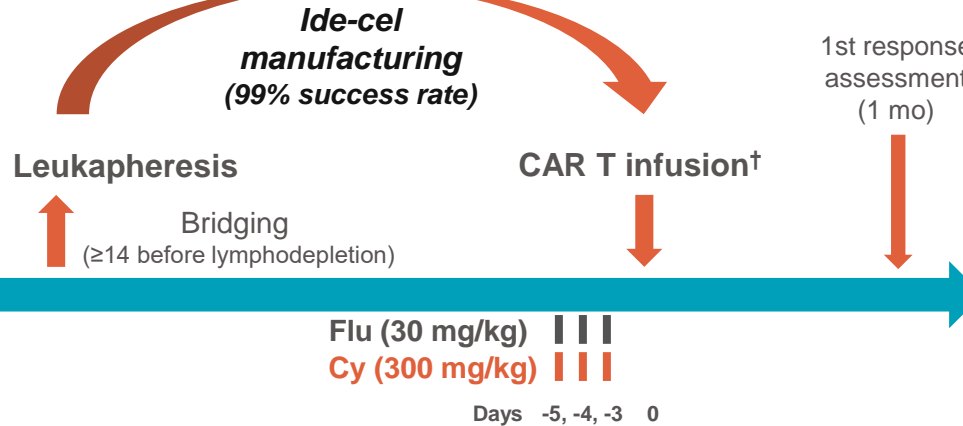 Ide-cel
manufacturing
(99% success rate)
1st response
assessment
(1 mo)
Leukapheresis
CAR T infusion†
Bridging
(≥14 before lymphodepletion)
Flu (30 mg/kg)
Cy (300 mg/kg)
Days -5, -4, -3 0